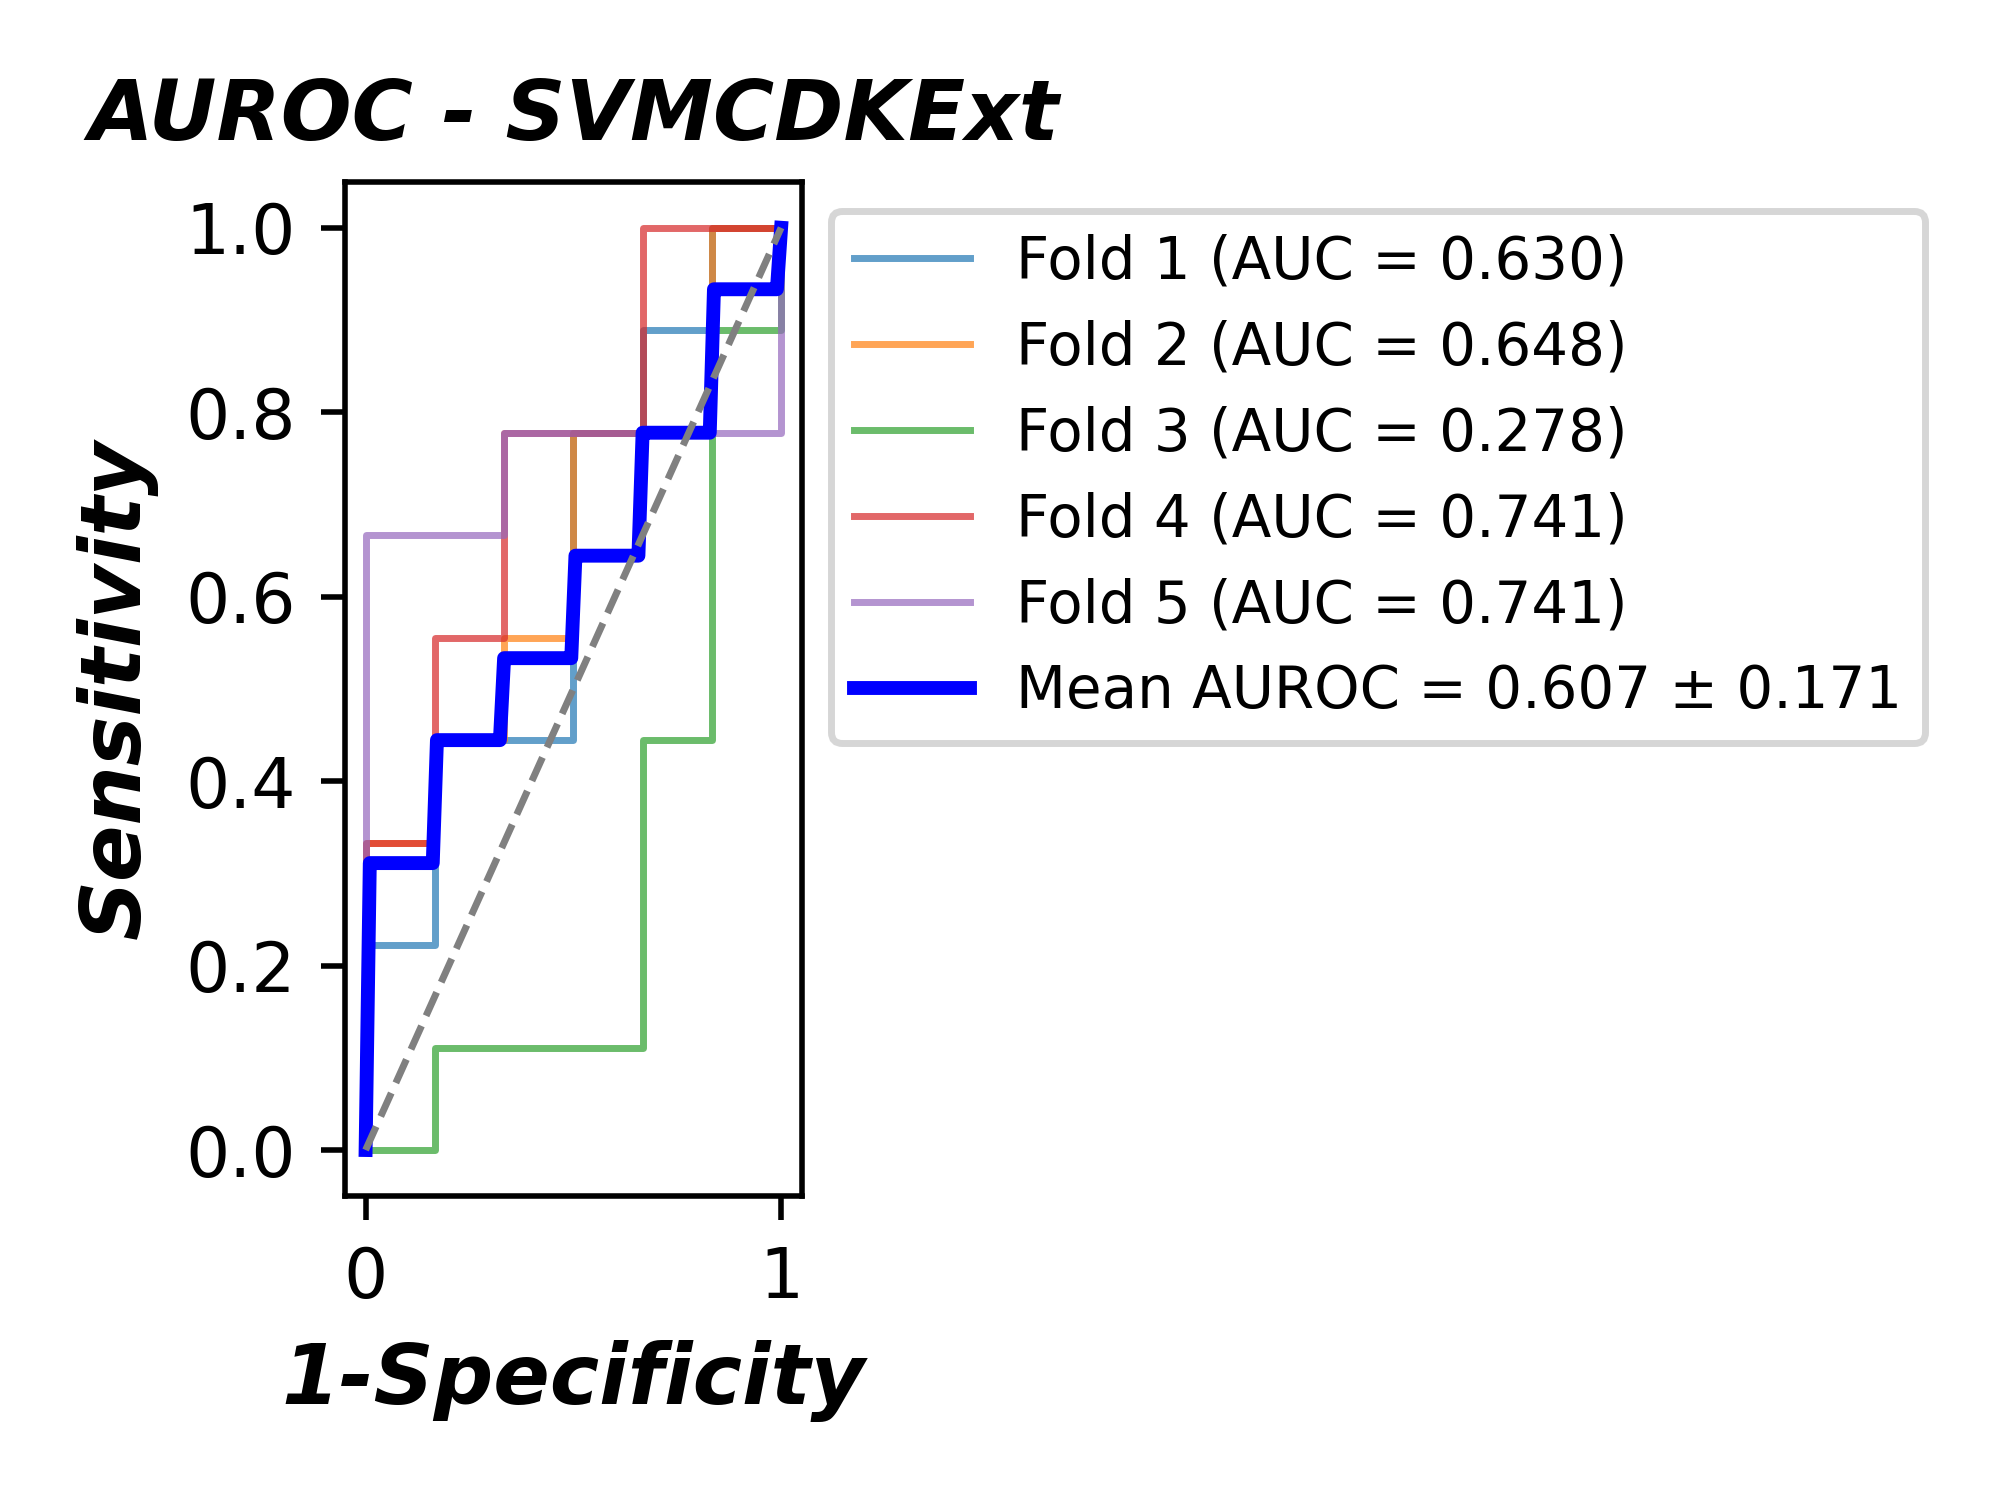 AUROC - SVMCDKExt
1.0
0.8
0.6
0.4
0.2
0.0
Sensitivity
0 1
1-Specificity
Fold 1 (AUC = 0.630)
Fold 2 (AUC = 0.648)
Fold 3 (AUC = 0.278)
Fold 4 (AUC = 0.741)
Fold 5 (AUC = 0.741)
Mean AUROC = 0.607 ± 0.171